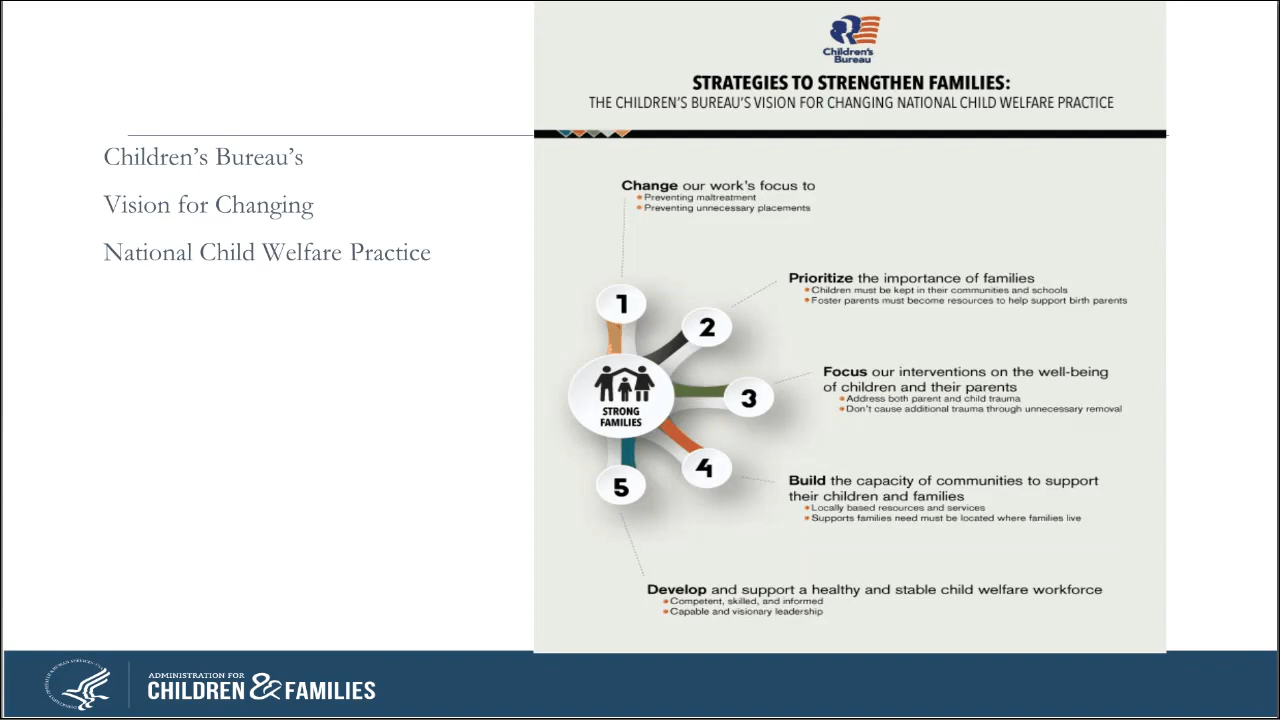 Children's Bureau's
Vision for Changing
National Child Welfare Practice
Children's
Bureau
STRATEGIES TO STRENGTHEN FAMILIES:
THE CHILDREN'S BUREAU'S VISION FOR CHANGING NATIONAL CHILD WELFARE PRACTICE
Change our work's focus to
Preventing maltreatment
Preventing unnecessary placements
Prioritize the importance of families
Children must be kept in their communities and schools
Foster parents must become resources to help support birth parents
Focus our interventions on the well-being
of children and their parents
Address both parent and child trauma
Don't cause additional trauma through unnecessary removal
Build the capacity of communities to support
their children and families
Locally based resources and services
Supports families need must be located where families live
Develop and support a healthy and stable child welfare workforce
Competent, skilled, and informed
Capable and visionary leadership
1
2
3
4
5
STRONG
FAMILIES
ADMINISTRATION FOR
CHILDREN & FAMILIES